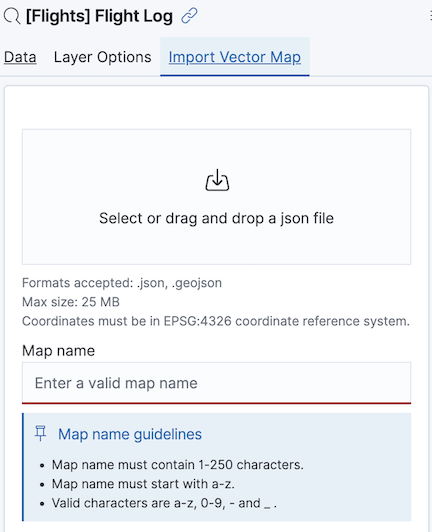 [Flights] Flight Log
Data Layer Options Import Vector Map
Select or drag and drop a json file
Formats accepted: .json, .geojson
Max size: 25 MB
Coordinates must be in EPSG:4326 coordinate reference system.
Map name
Enter a valid map name
Map name guidelines
• Map name must contain 1-250 characters.
• Map name must start with a-z.
• Valid characters are a-z, 0-9, - and _ .